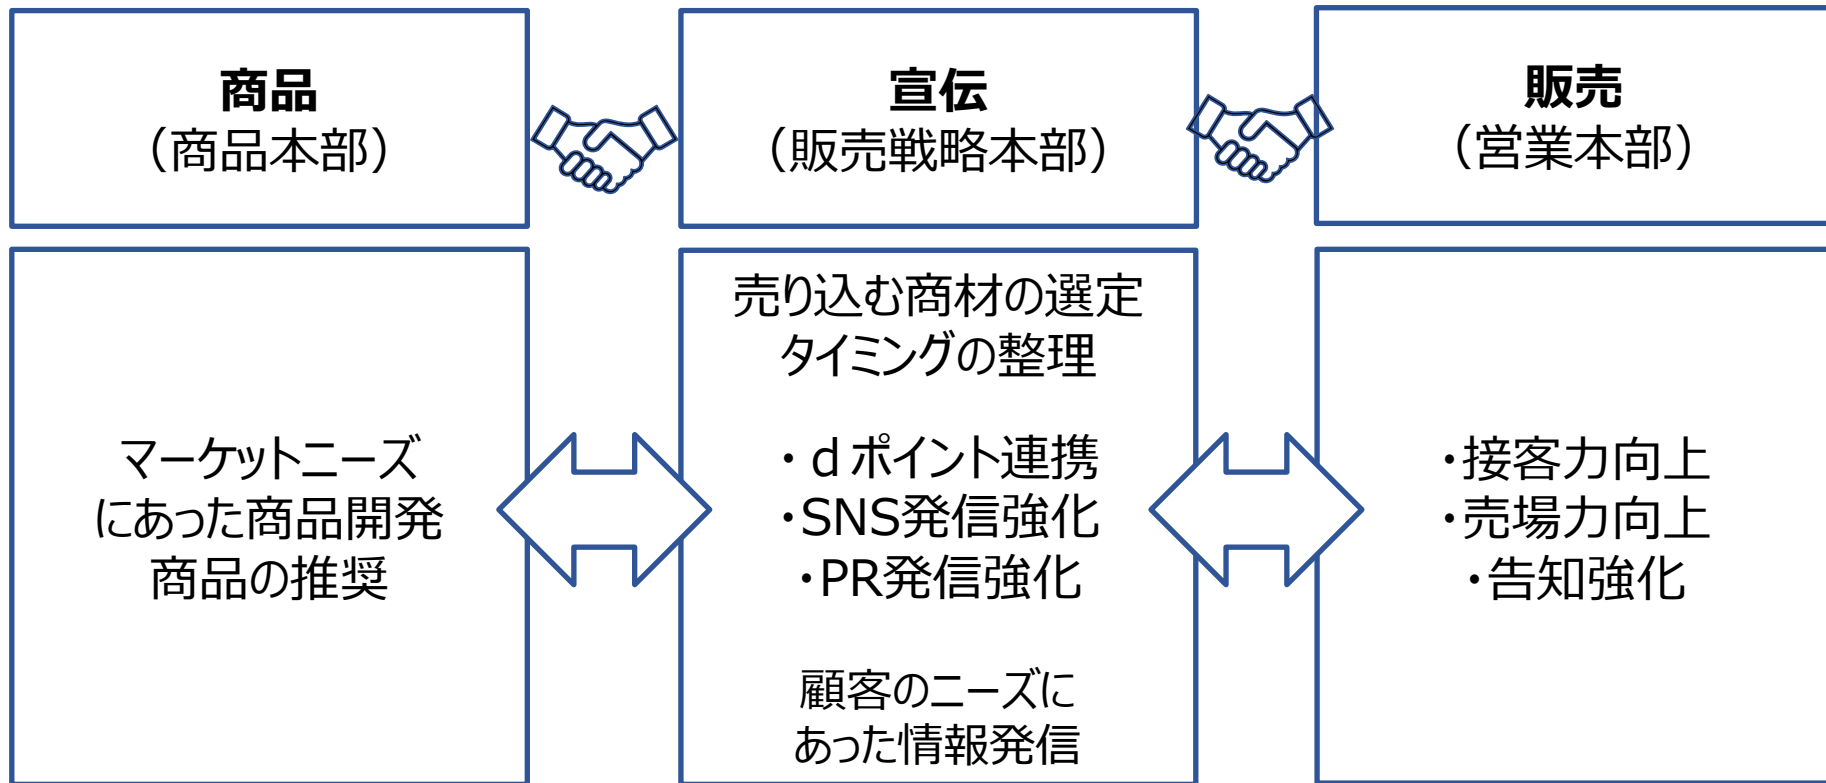 商品
（商品本部）
宣伝
（販売戦略本部）
販売
（営業本部）
マーケットニーズ
にあった商品開発
商品の推奨
売り込む商材の選定
タイミングの整理
・ｄポイント連携
・SNS発信強化
・PR発信強化
顧客のニーズに
あった情報発信
・接客力向上
・売場力向上
・告知強化